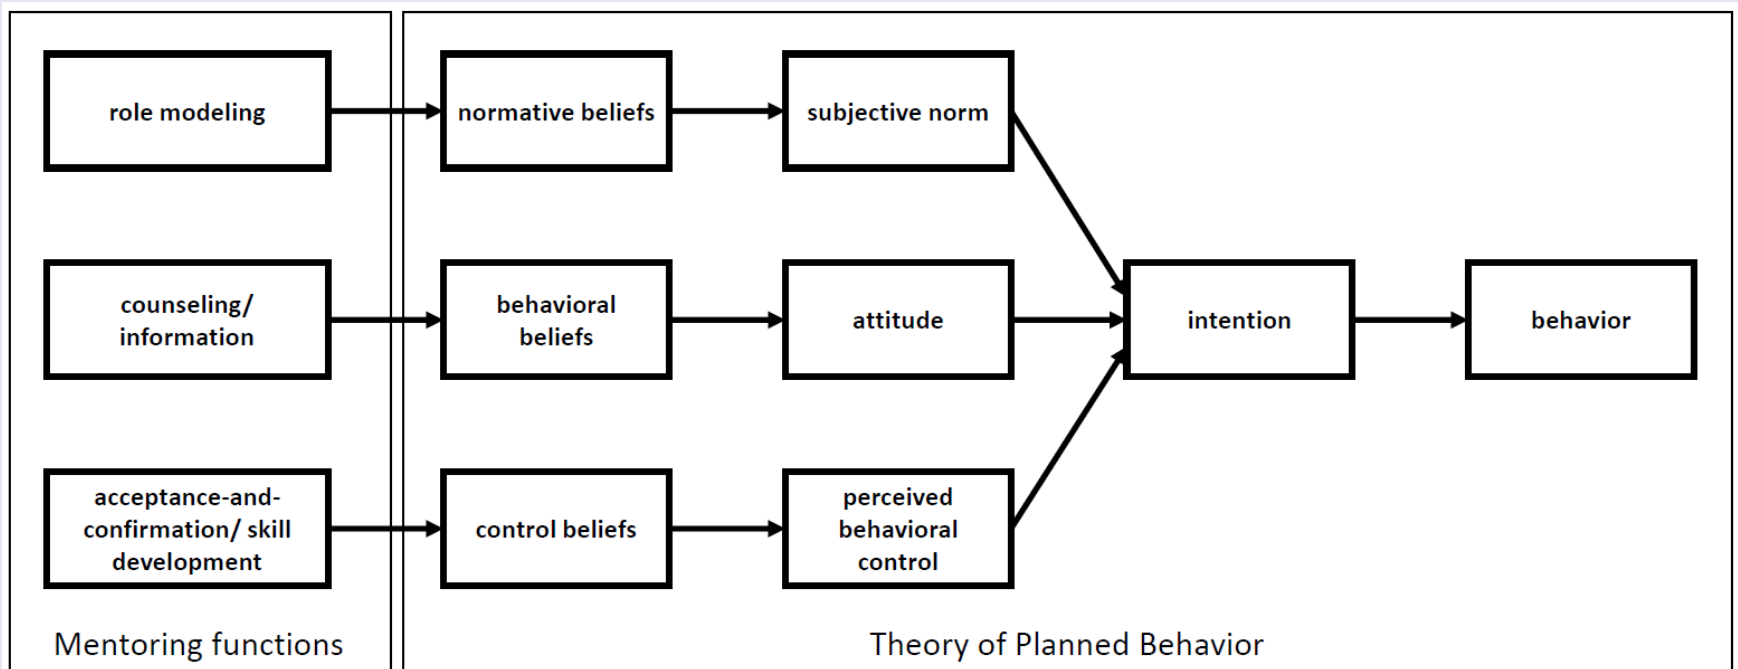 role modeling
normative beliefs
subjective norm
counseling/
information
behavioral
beliefs
attitude
intention
behavior
acceptance-and-
confirmation/ skill
development
control beliefs
perceived
behavioral
control
Mentoring functions
Theory of Planned Behavior